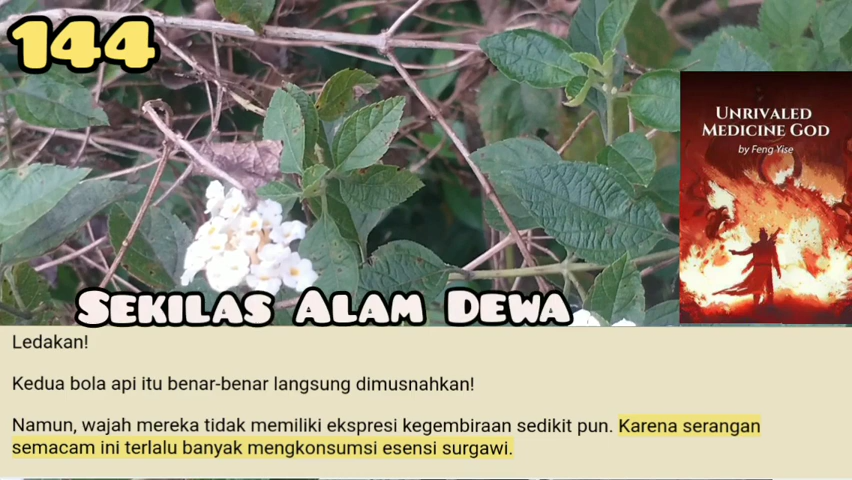 144
UNRIVALED
MEDICINE GOD
by Feng Yise
SEKILAS ALAM DEWA
Ledakan!
Kedua bola api itu benar-benar langsung dimusnahkan!
Namun, wajah mereka tidak memiliki ekspresi kegembiraan sedikit pun. Karena serangan
semacam ini terlalu banyak mengkonsumsi esensi surgawi.